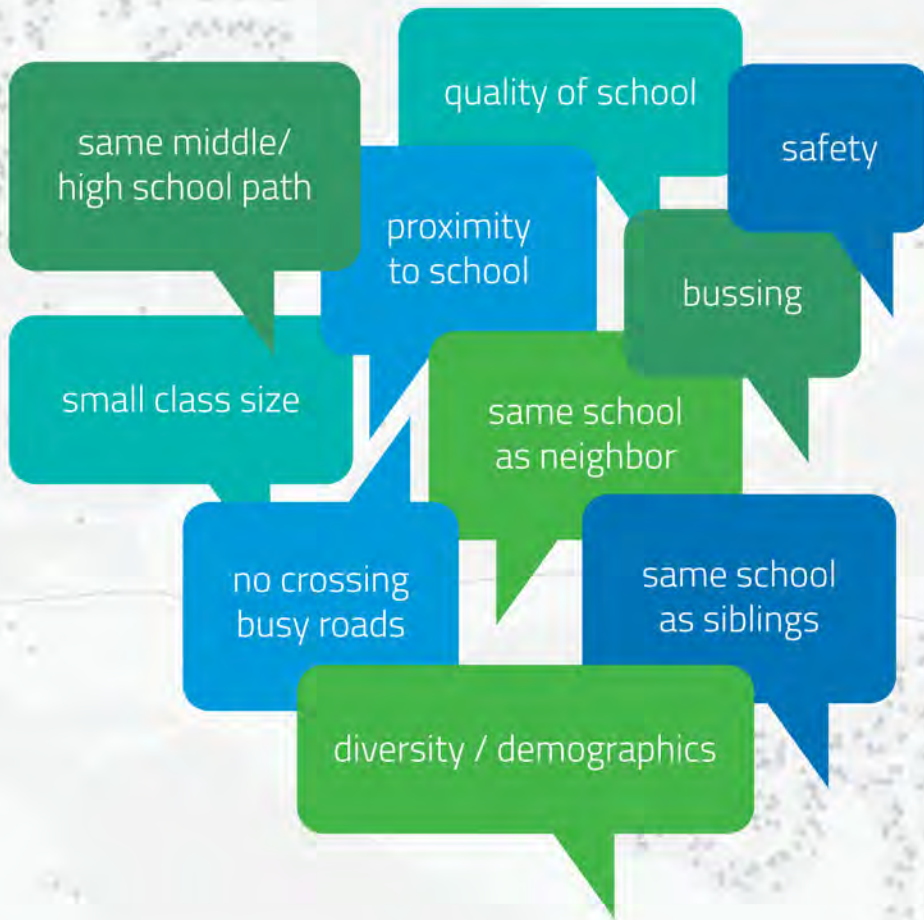 quality of school
same middle/
high school path
safety
proximity
to school
bussing
small class size
same school
as neighbor
no crossing
busy roads
same school
as siblings
diversity / demographics